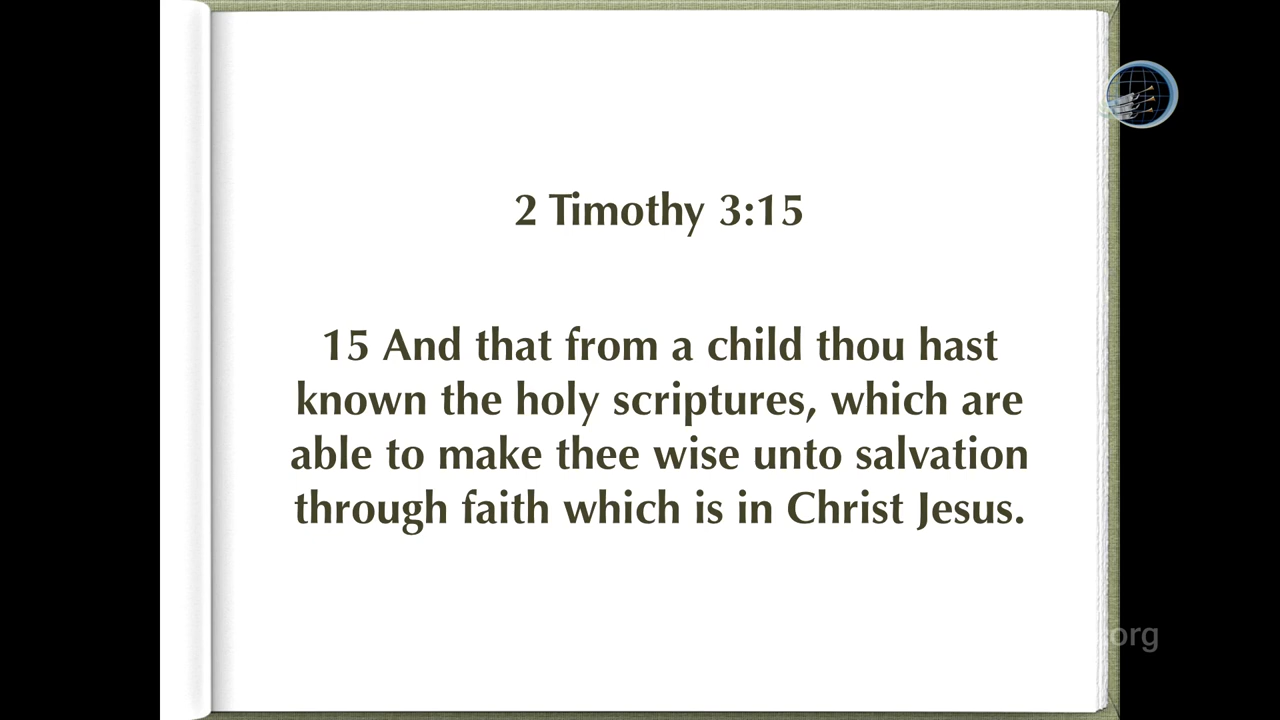 2 Timothy 3:15
15 And that from a child thou hast
known the holy scriptures, which are
able to make thee wise unto salvation
through faith which is in Christ Jesus.
org